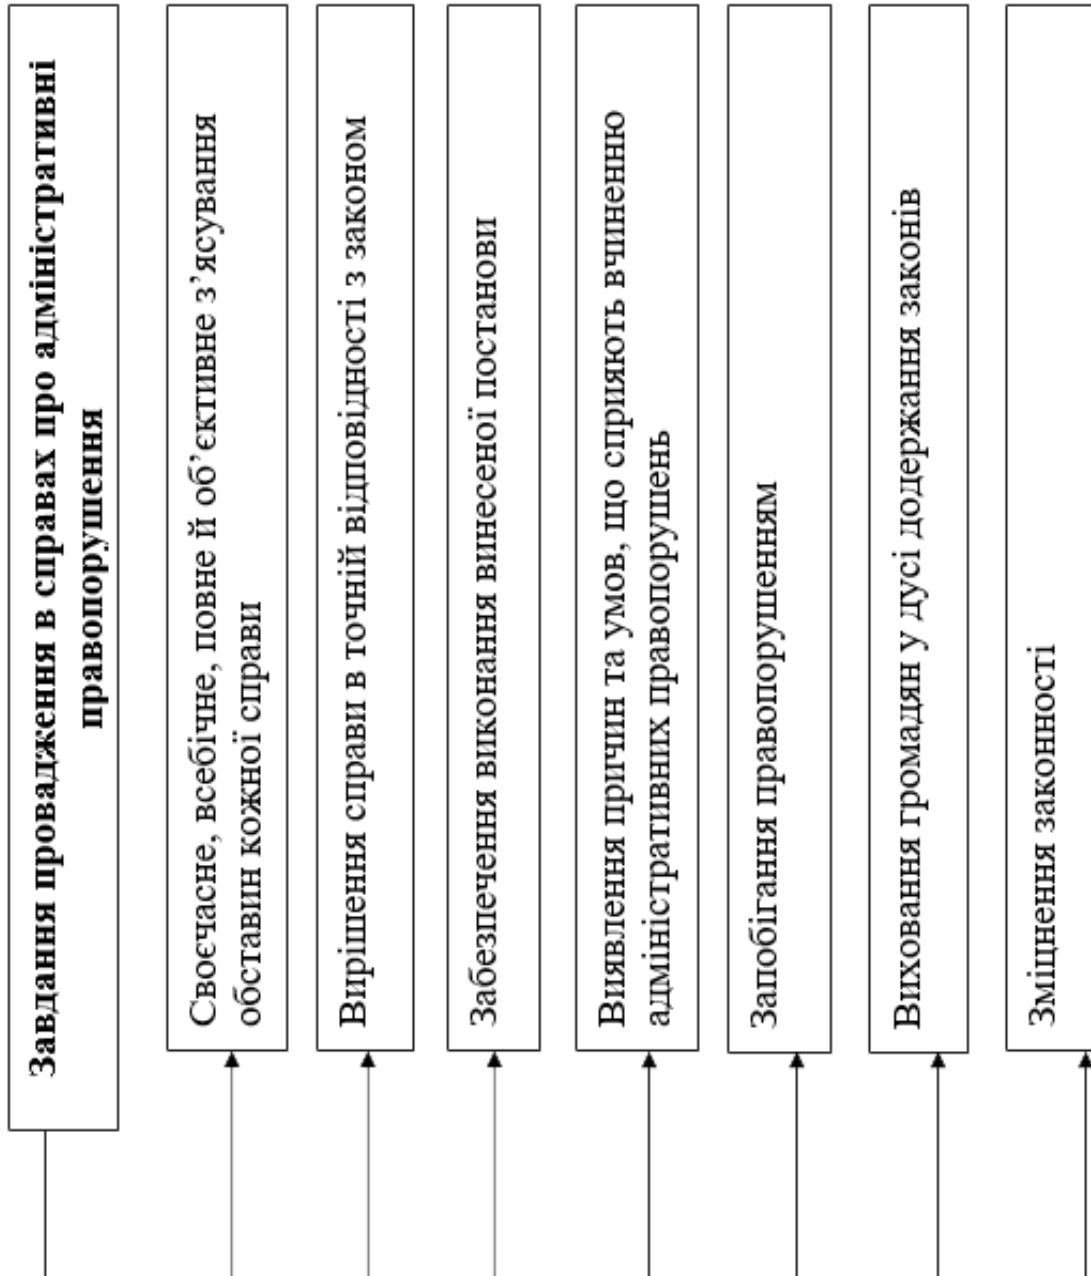 Завдання провадження в справах про адміністративні
правопорушення
Своєчасне, всебічне, повне й об’єктивне з’ясування
обставин кожної справи
Вирішення справи в точній відповідності з законом
Забезпечення виконання винесеної постанови
Виявлення причин та умов, що сприяють вчиненню
адміністративних правопорушень
Запобігання правопорушенням
Виховання громадян у дусі додержання законів
Зміцнення законності